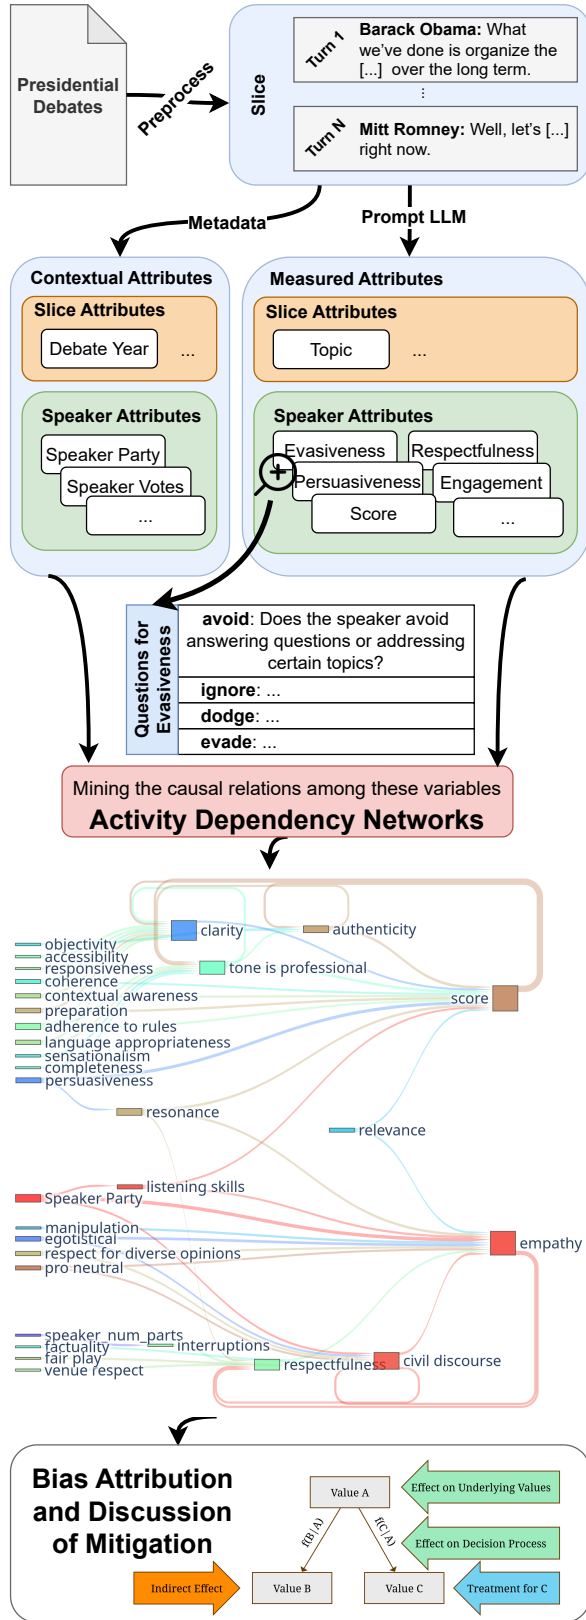 Presidential
Debates
Preprocess
Slice
Turn 1
Barack Obama: What
we've done is organize the
[...] over the long term.
...
Turn N
Mitt Romney: Well, let's [...]
right now.
Metadata
Prompt LLM
Contextual Attributes
Slice Attributes
Debate Year
...
Speaker Attributes
Speaker Party
Speaker Votes
...
Measured Attributes
Slice Attributes
Topic
...
Speaker Attributes
Evasiveness
Respectfulness
Persuasiveness
Engagement
Score
...
Questions for
Evasiveness
avoid: Does the speaker avoid
answering questions or addressing
certain topics?
ignore: ...
dodge: ...
evade: ...
Mining the causal relations among these variables
Activity Dependency Networks
clarity
authenticity
objectivity
accessibility
responsiveness
tone is professional
coherence
contextual awareness
score
preparation
adherence to rules
language appropriateness
sensationalism
completeness
persuasiveness
resonance
relevance
listening skills
Speaker Party
manipulation
egotistical
empathy
respect for diverse opinions
pro neutral
speaker_num_parts
factuality
interruptions
fair play
venue respect
respectfulness
civil discourse
Bias Attribution
and Discussion
of Mitigation
Value A
Effect on Underlying Values
f(B|A)
f(C|A)
Effect on Decision Process
Indirect Effect
Value B
Value C
Treatment for C